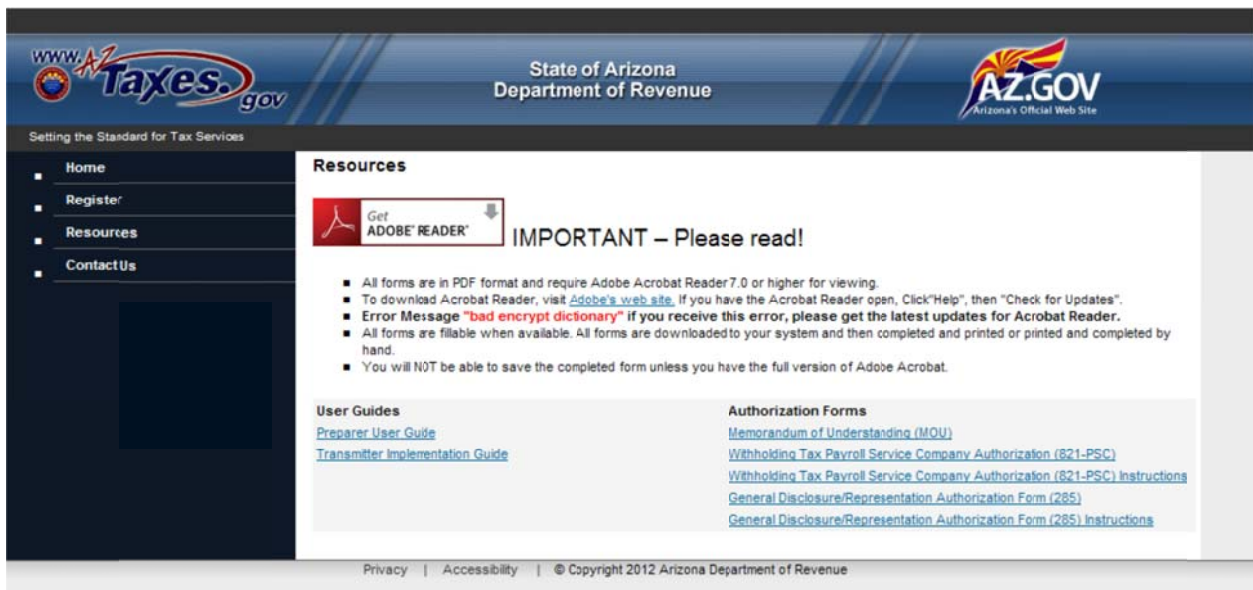 www.AZTaxes.gov
State of Arizona
Department of Revenue
AZ.GOV
Arizona's Official Web Site
Setting the Standard for Tax Services
Home
Register
Resources
Contact Us
Resources
Get
ADOBE® READER®
IMPORTANT – Please read!
All forms are in PDF format and require Adobe Acrobat Reader 7.0 or higher for viewing.
To download Acrobat Reader, visit Adobe's web site. If you have the Acrobat Reader open, Click"Help", then "Check for Updates".
Error Message "bad encrypt dictionary" if you receive this error, please get the latest updates for Acrobat Reader.
All forms are fillable when available. All forms are downloaded to your system and then completed and printed or printed and completed by
hand.
You will NOT be able to save the completed form unless you have the full version of Adobe Acrobat.
User Guides
Preparer User Guide
Transmitter Implementation Guide
Authorization Forms
Memorandum of Understanding (MOU)
Withholding Tax Payroll Service Company Authorization (821-PSC)
Withholding Tax Payroll Service Company Authorization (821-PSC) Instructions
General Disclosure/Representation Authorization Form (285)
General Disclosure/Representation Authorization Form (285) Instructions
Privacy | Accessibility | © Copyright 2012 Arizona Department of Revenue